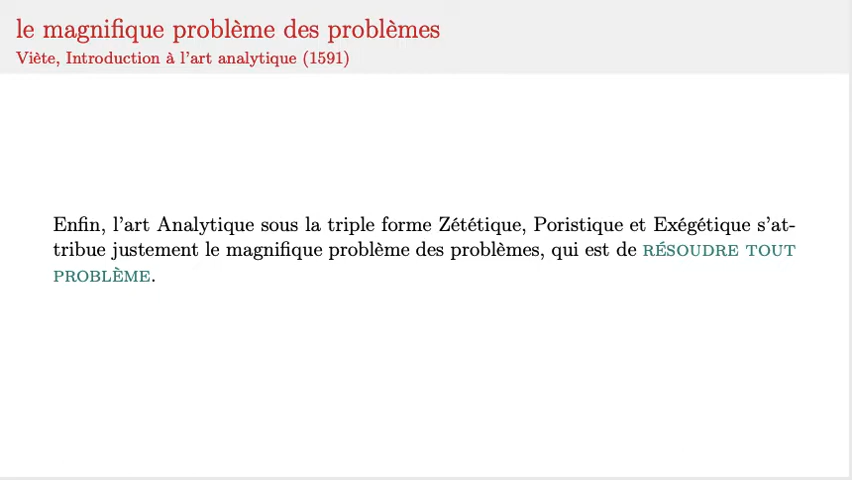 le magnifique problème des problèmes
Viète, Introduction à l'art analytique (1591)
Enfin, l'art Analytique sous la triple forme Zététique, Poristique et Exégétique s'at-
tribue justement le magnifique problème des problèmes, qui est de RÉSOUDRE TOUT
PROBLÈME.